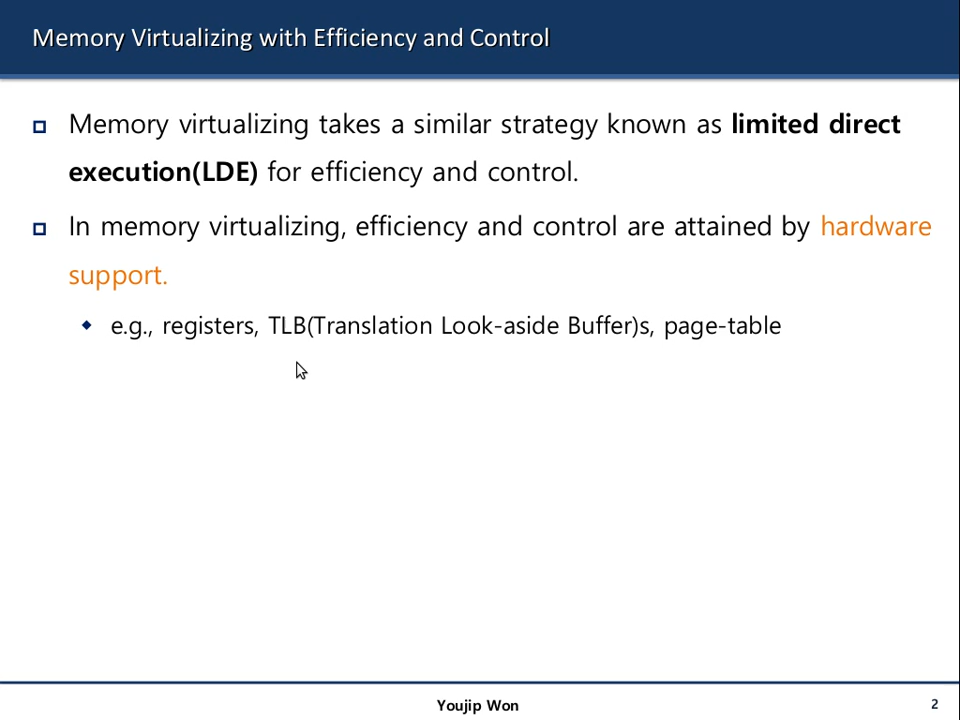 Memory Virtualizing with Efficiency and Control
Memory virtualizing takes a similar strategy known as limited direct
execution(LDE) for efficiency and control.
In memory virtualizing, efficiency and control are attained by hardware
support.
e.g., registers, TLB(Translation Look-aside Buffer)s, page-table
Youjip Won
2